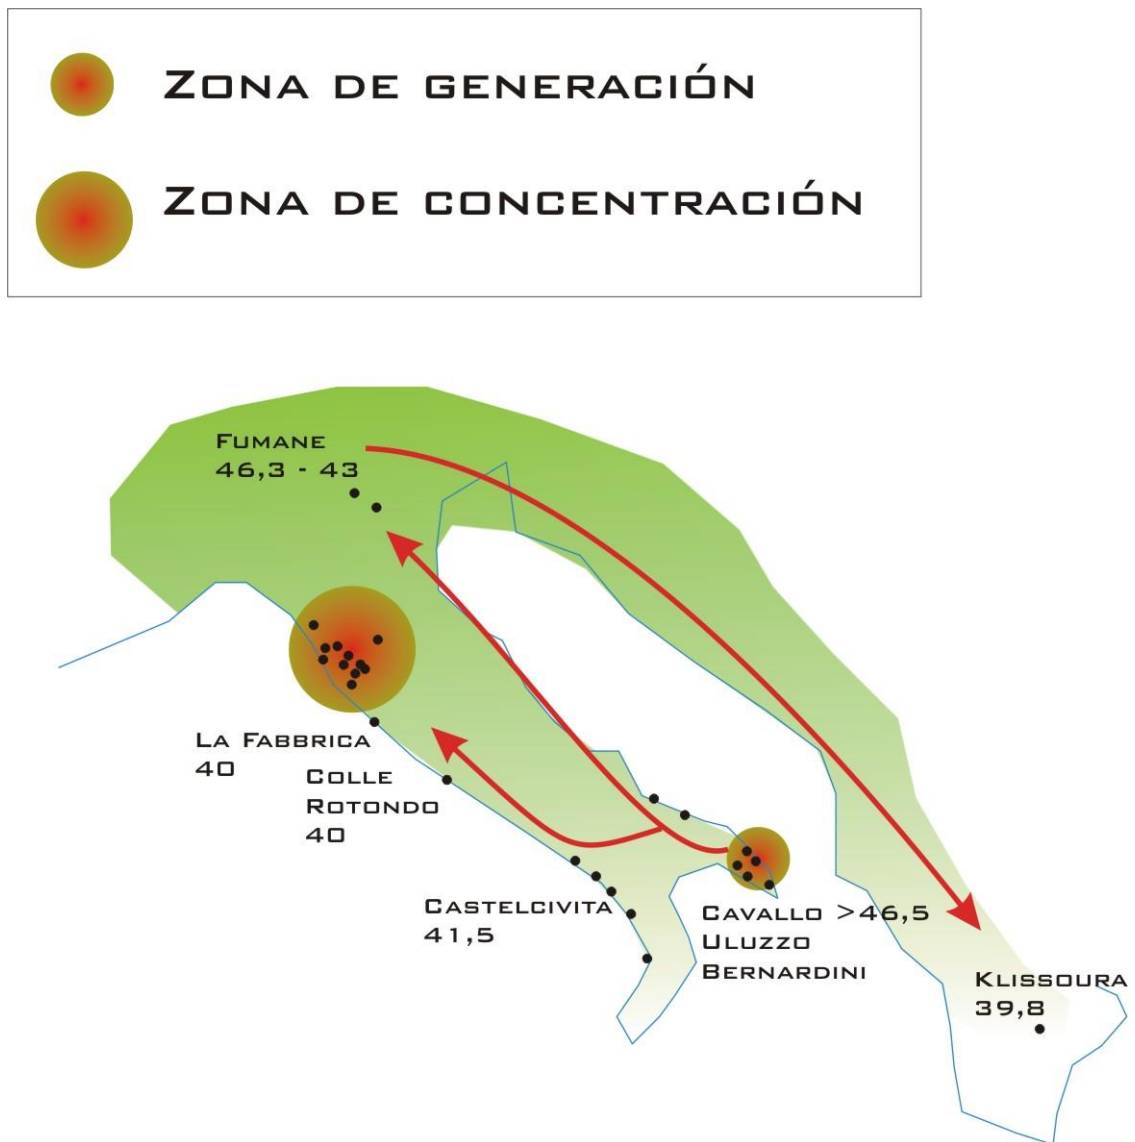 ZONA DE GENERACIÓN
ZONA DE CONCENTRACIÓN
FUMANE
46,3 - 43
LA FABBRICA
40
COLLE
ROTONDO
40
CASTELCIVITA
41,5
CAVALLO >46,5
ULUZZO
BERNARDINI
KLISSOURA
39,8